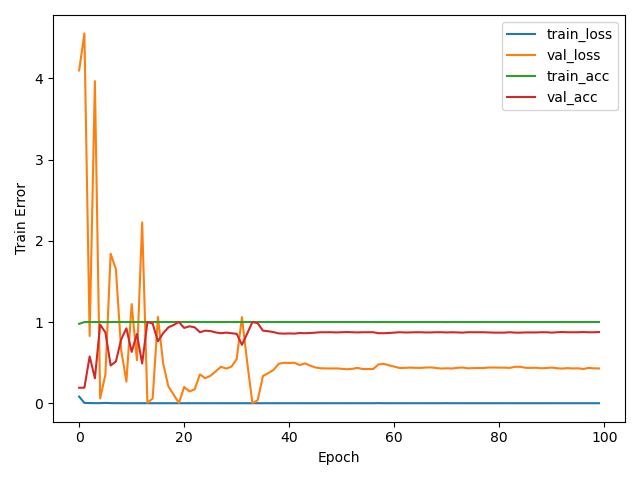 train_loss
val_loss
train_acc
val_acc
Train Error
4
3
2
1
0
0 20 40 60 80 100
Epoch